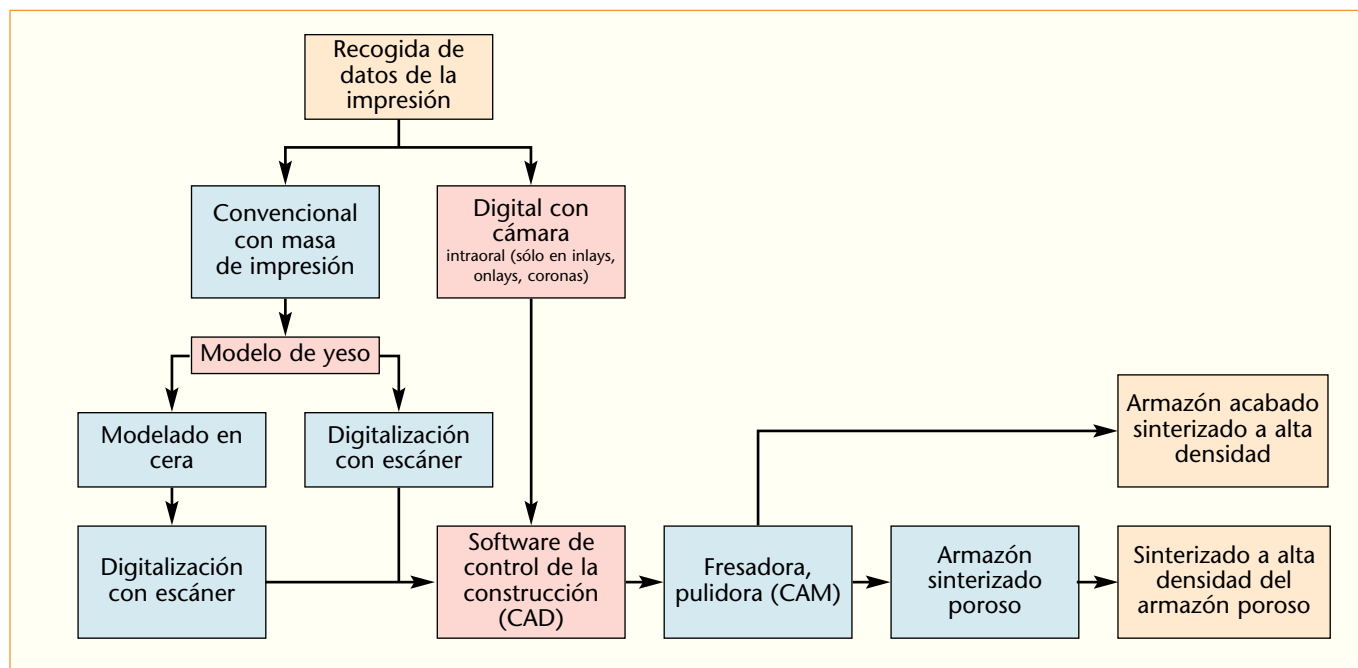 Recogida de
datos de la
impresión
Convencional
con masa
de impresión
Digital con
cámara
intraoral (sólo en inlays,
onlays, coronas)
Modelo de yeso
Modelado en
cera
Digitalización
con escáner
Armazón acabado
sinterizado a alta
densidad
Digitalización
con escáner
Software de
control de la
construcción
(CAD)
Fresadora,
pulidora (CAM)
Armazón
sinterizado
poroso
Sinterizado a alta
densidad del
armazón poroso